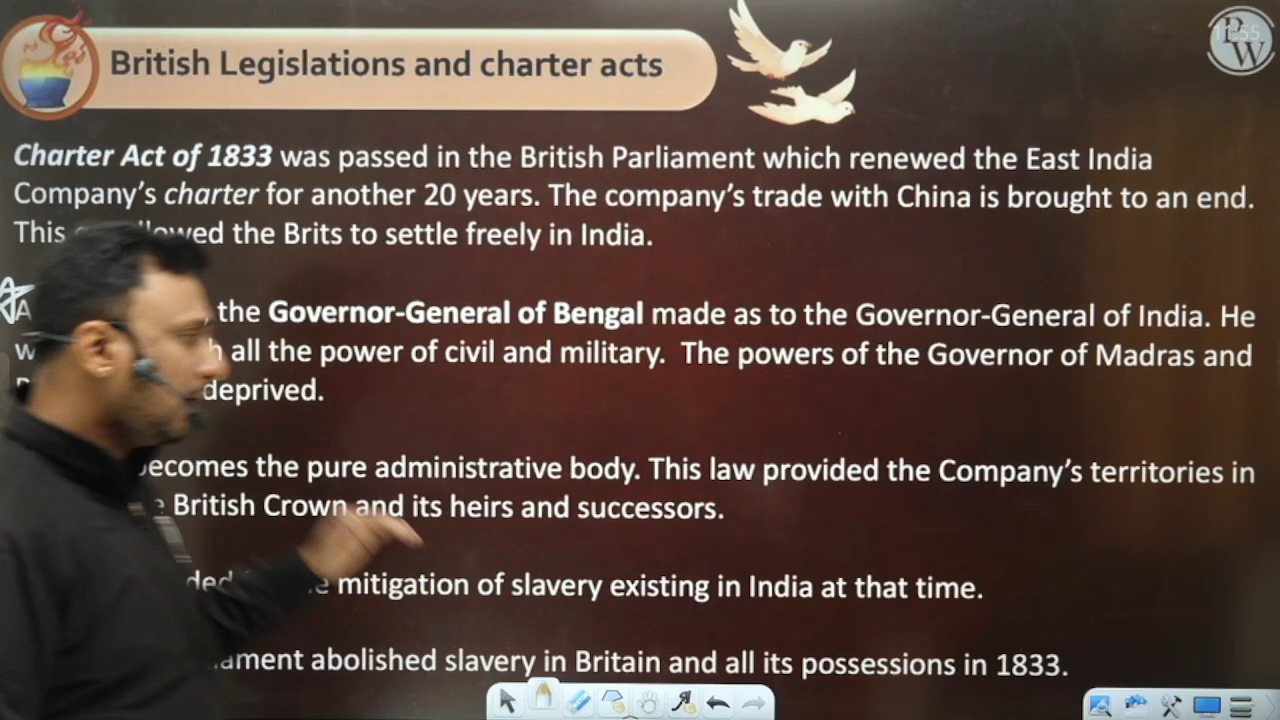 British Legislations and charter acts
PW
11:55
Charter Act of 1833 was passed in the British Parliament which renewed the East India
Company's charter for another 20 years. The company's trade with China is brought to an end.
This the Brits to settle freely in India.
the Governor-General of Bengal made as to the Governor-General of India. He
all the power of civil and military. The powers of the Governor of Madras and
deprived.
becomes the pure administrative body. This law provided the Company's territories in
British Crown and its heirs and successors.
mitigation of slavery existing in India at that time.
abolished slavery in Britain and all its possessions in 1833.